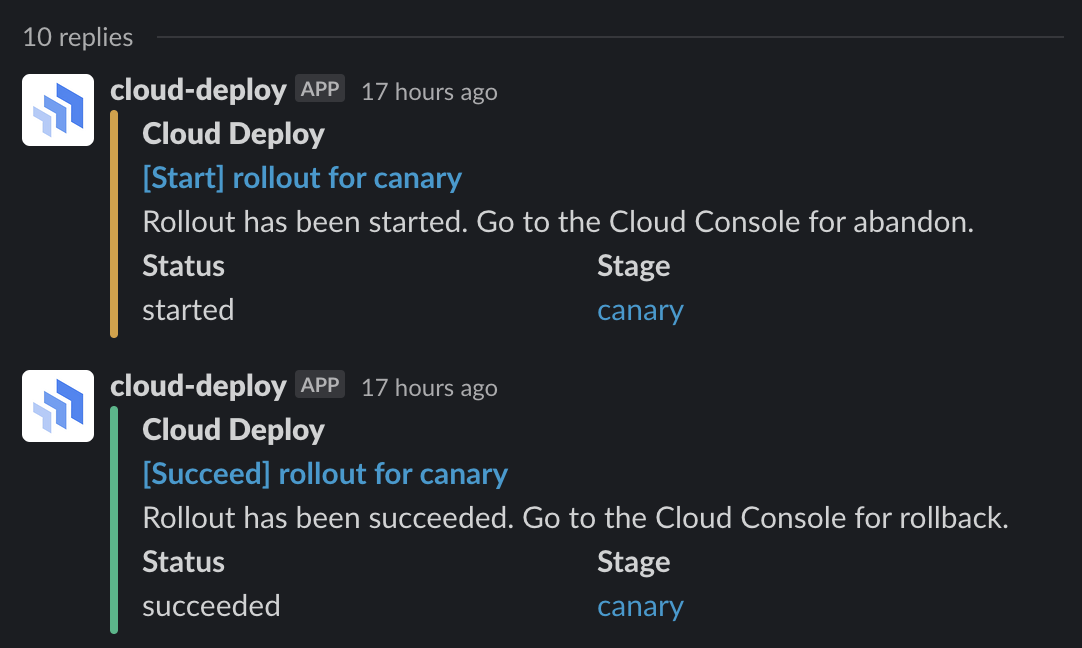 10 replies
cloud-deploy APP 17 hours ago
Cloud Deploy
[Start] rollout for canary
Rollout has been started. Go to the Cloud Console for abandon.
Status Stage
started canary
cloud-deploy APP 17 hours ago
Cloud Deploy
[Succeed] rollout for canary
Rollout has been succeeded. Go to the Cloud Console for rollback.
Status Stage
succeeded canary